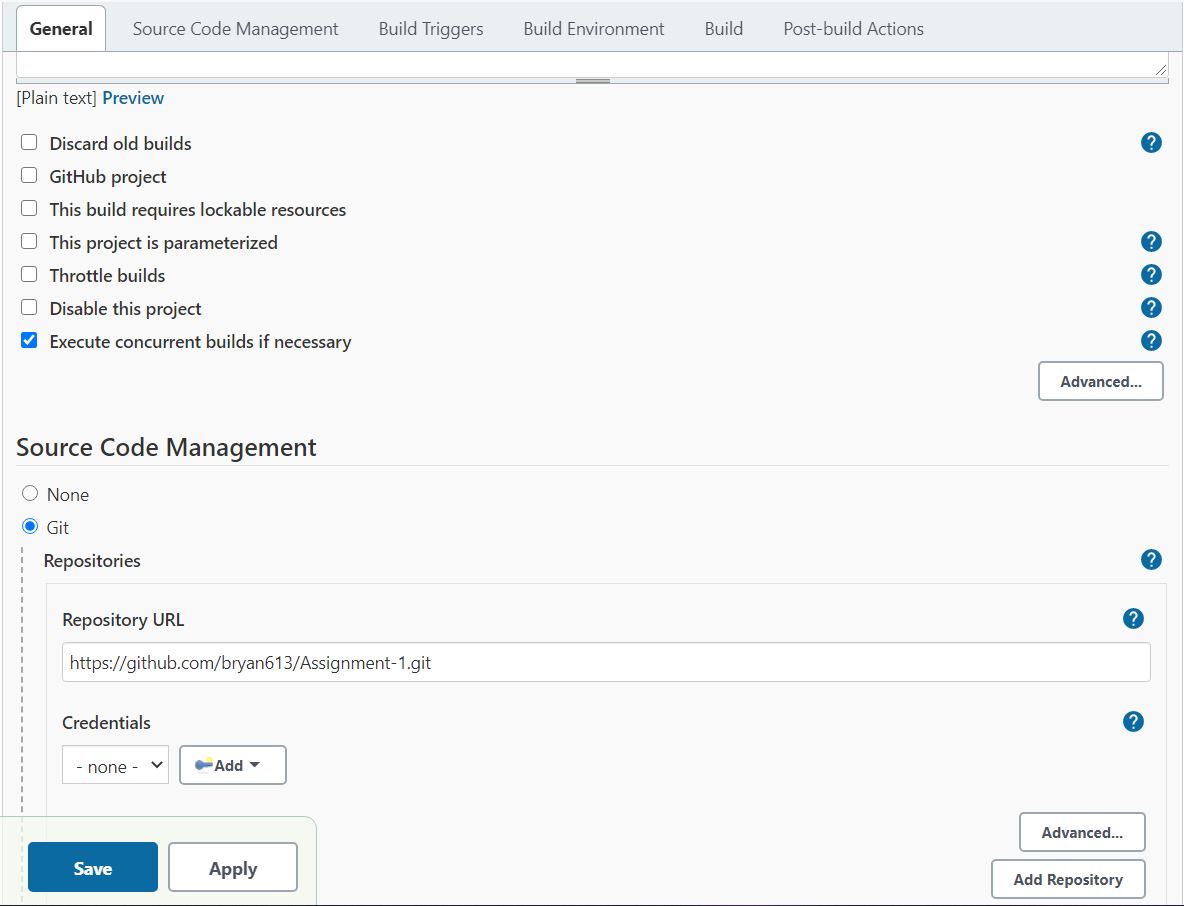 General Source Code Management Build Triggers Build Environment Build Post-build Actions
[Plain text] Preview
Discard old builds ?
GitHub project
This build requires lockable resources
This project is parameterized ?
Throttle builds ?
Disable this project ?
Execute concurrent builds if necessary ?
Advanced...
Source Code Management
None
Git
Repositories ?
Repository URL ?
https://github.com/bryan613/Assignment-1.git
Credentials ?
- none - Add
Advanced...
Save Apply
Add Repository